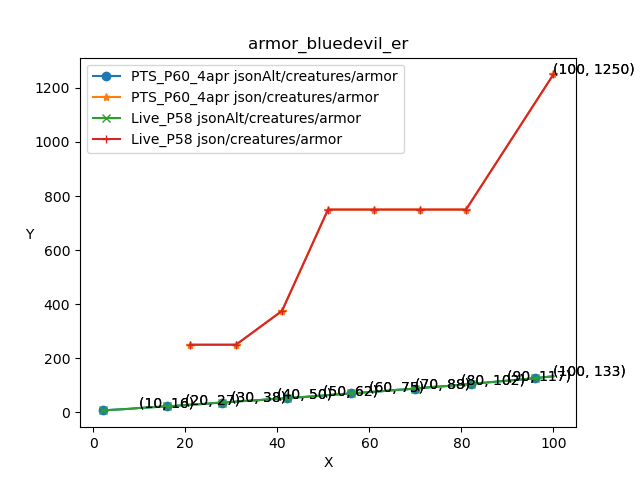 armor_bluedevil_er
PTS_P60_4apr jsonAlt/creatures/armor
PTS_P60_4apr json/creatures/armor
Live_P58 jsonAlt/creatures/armor
Live_P58 json/creatures/armor
(100, 1250)
1200
1000
800
Y
600
400
200
0
(10, 16)
(20, 27)
(30, 38)
(40, 50)
(50, 62)
(60, 75)
(70, 88)
(80, 102)
(90, 117)
(100, 133)
0 20 40 60 80 100
X